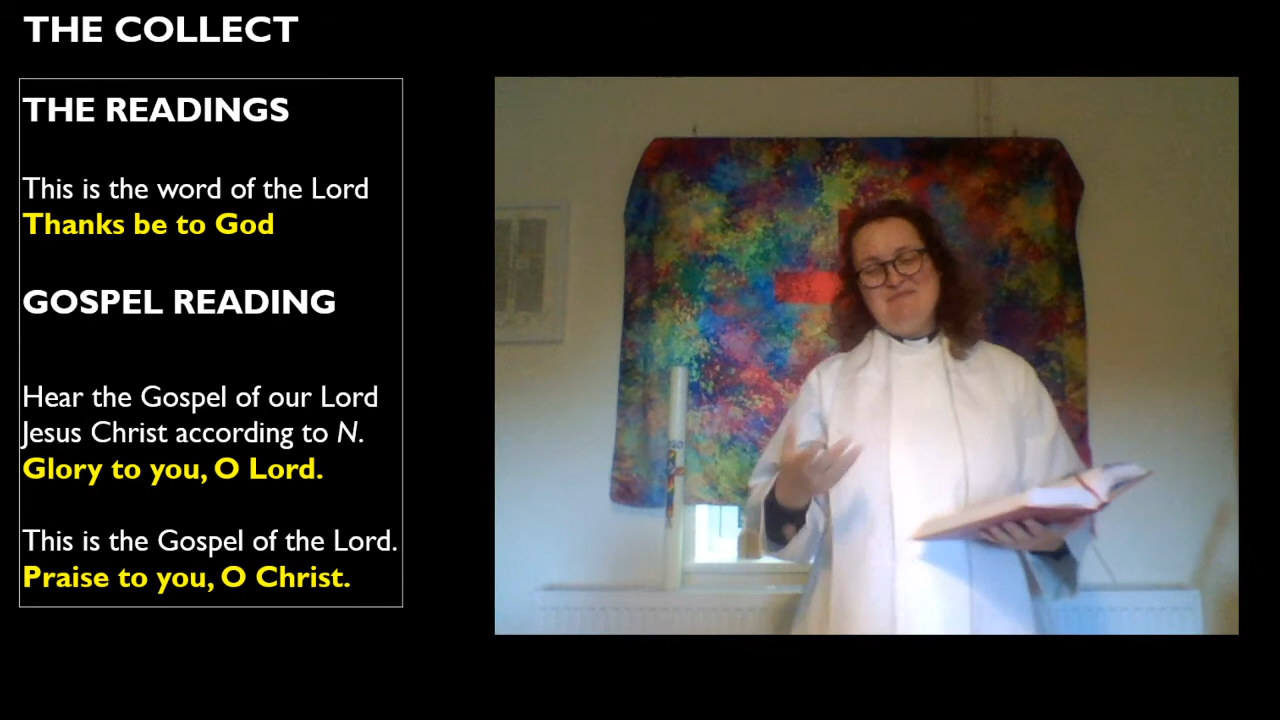 THE COLLECT
THE READINGS
This is the word of the Lord
Thanks be to God
GOSPEL READING
Hear the Gospel of our Lord
Jesus Christ according to N.
Glory to you, O Lord.
This is the Gospel of the Lord.
Praise to you, O Christ.